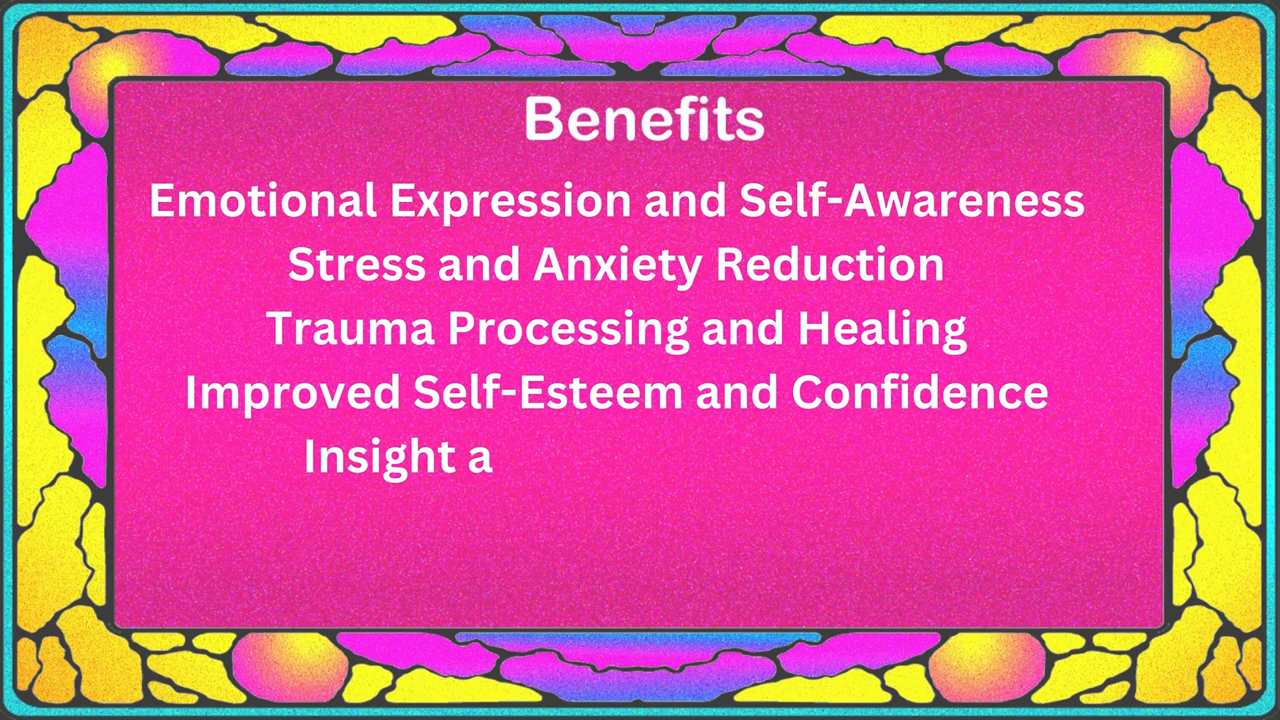 Benefits
Emotional Expression and Self-Awareness
Stress and Anxiety Reduction
Trauma Processing and Healing
Improved Self-Esteem and Confidence
Insight a